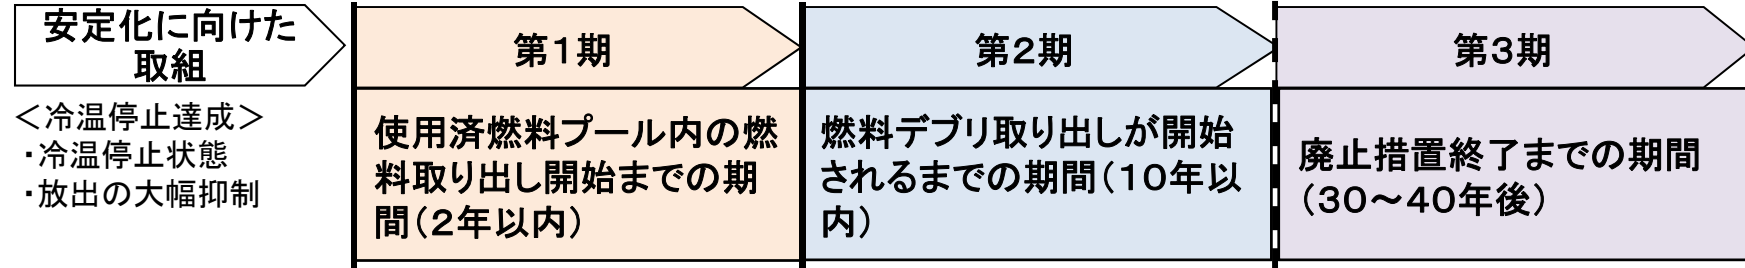 安定化に向けた
取組
＜冷温停止達成＞
・冷温停止状態
・放出の大幅抑制
第１期
使用済燃料プール内の燃
料取り出し開始までの期
間（２年以内）
第２期
燃料デブリ取り出しが開始
されるまでの期間（１０年以
内）
第３期
廃止措置終了までの期間
（３０～４０年後）